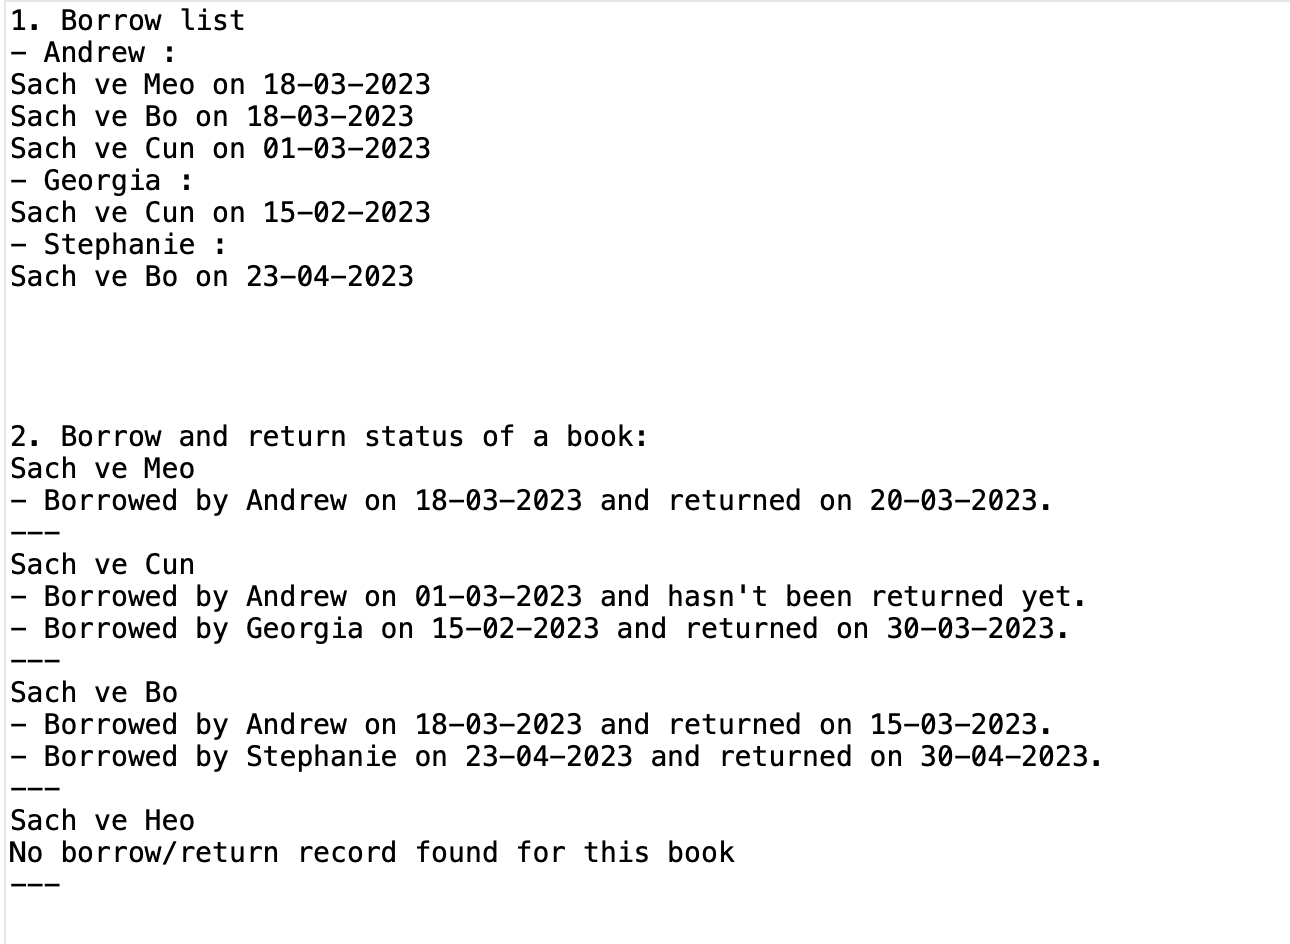 1. Borrow list
- Andrew :
Sach ve Meo on 18-03-2023
Sach ve Bo on 18-03-2023
Sach ve Cun on 01-03-2023
- Georgia :
Sach ve Cun on 15-02-2023
- Stephanie :
Sach ve Bo on 23-04-2023
2. Borrow and return status of a book:
Sach ve Meo
- Borrowed by Andrew on 18-03-2023 and returned on 20-03-2023.
---
Sach ve Cun
- Borrowed by Andrew on 01-03-2023 and hasn't been returned yet.
- Borrowed by Georgia on 15-02-2023 and returned on 30-03-2023.
---
Sach ve Bo
- Borrowed by Andrew on 18-03-2023 and returned on 15-03-2023.
- Borrowed by Stephanie on 23-04-2023 and returned on 30-04-2023.
---
Sach ve Heo
No borrow/return record found for this book
---